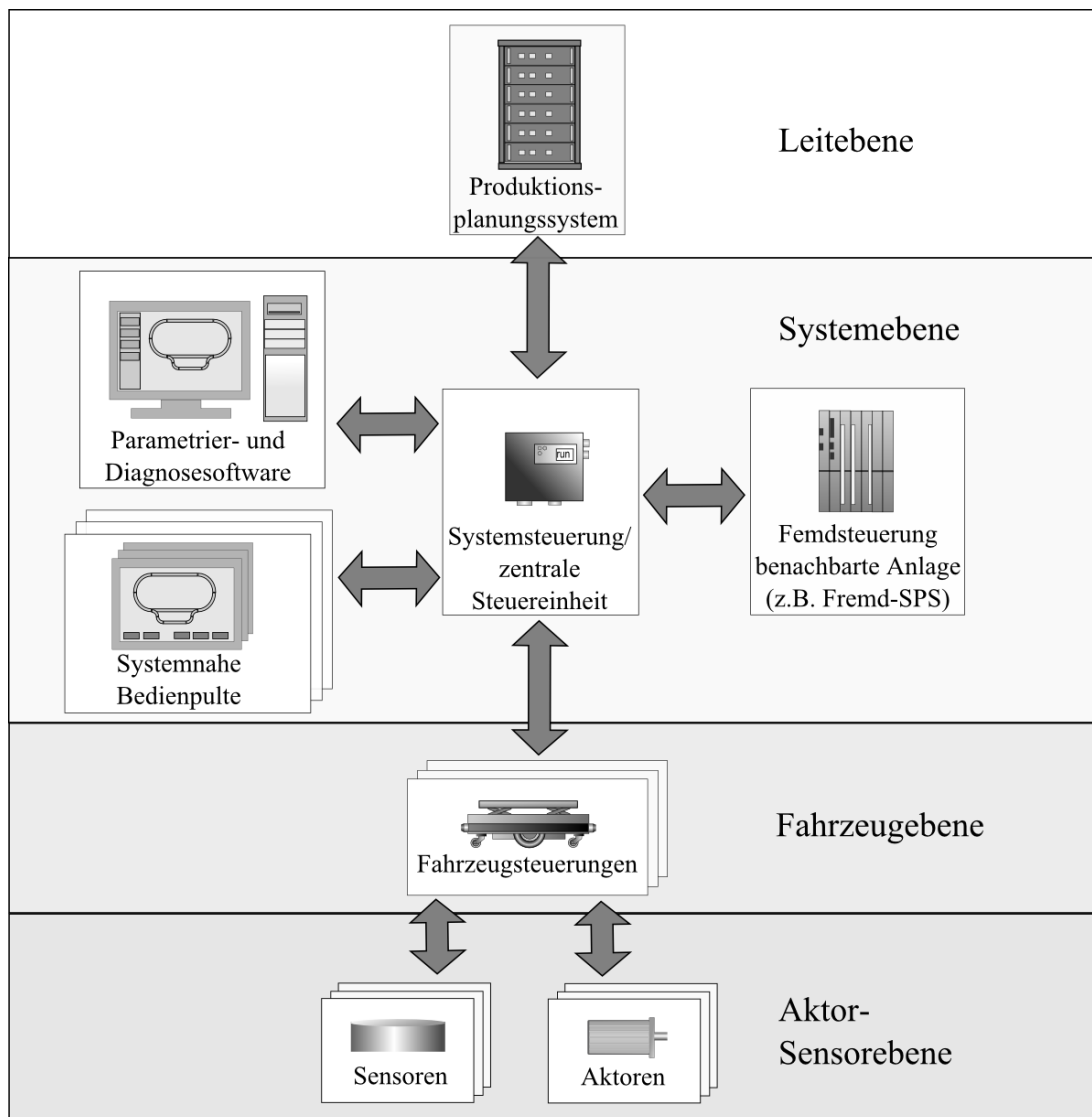 Leitebene
Produktions-
planungssystem
Systemebene
Parametrier- und
Diagnosesoftware
run
Systemsteuerung/
zentrale
Steuereinheit
Femdsteuerung
benachbarte Anlage
(z.B. Fremd-SPS)
Systemnahe
Bedienpulte
Fahrzeugebene
Fahrzeugsteuerungen
Aktor-
Sensorebene
Sensoren
Aktoren